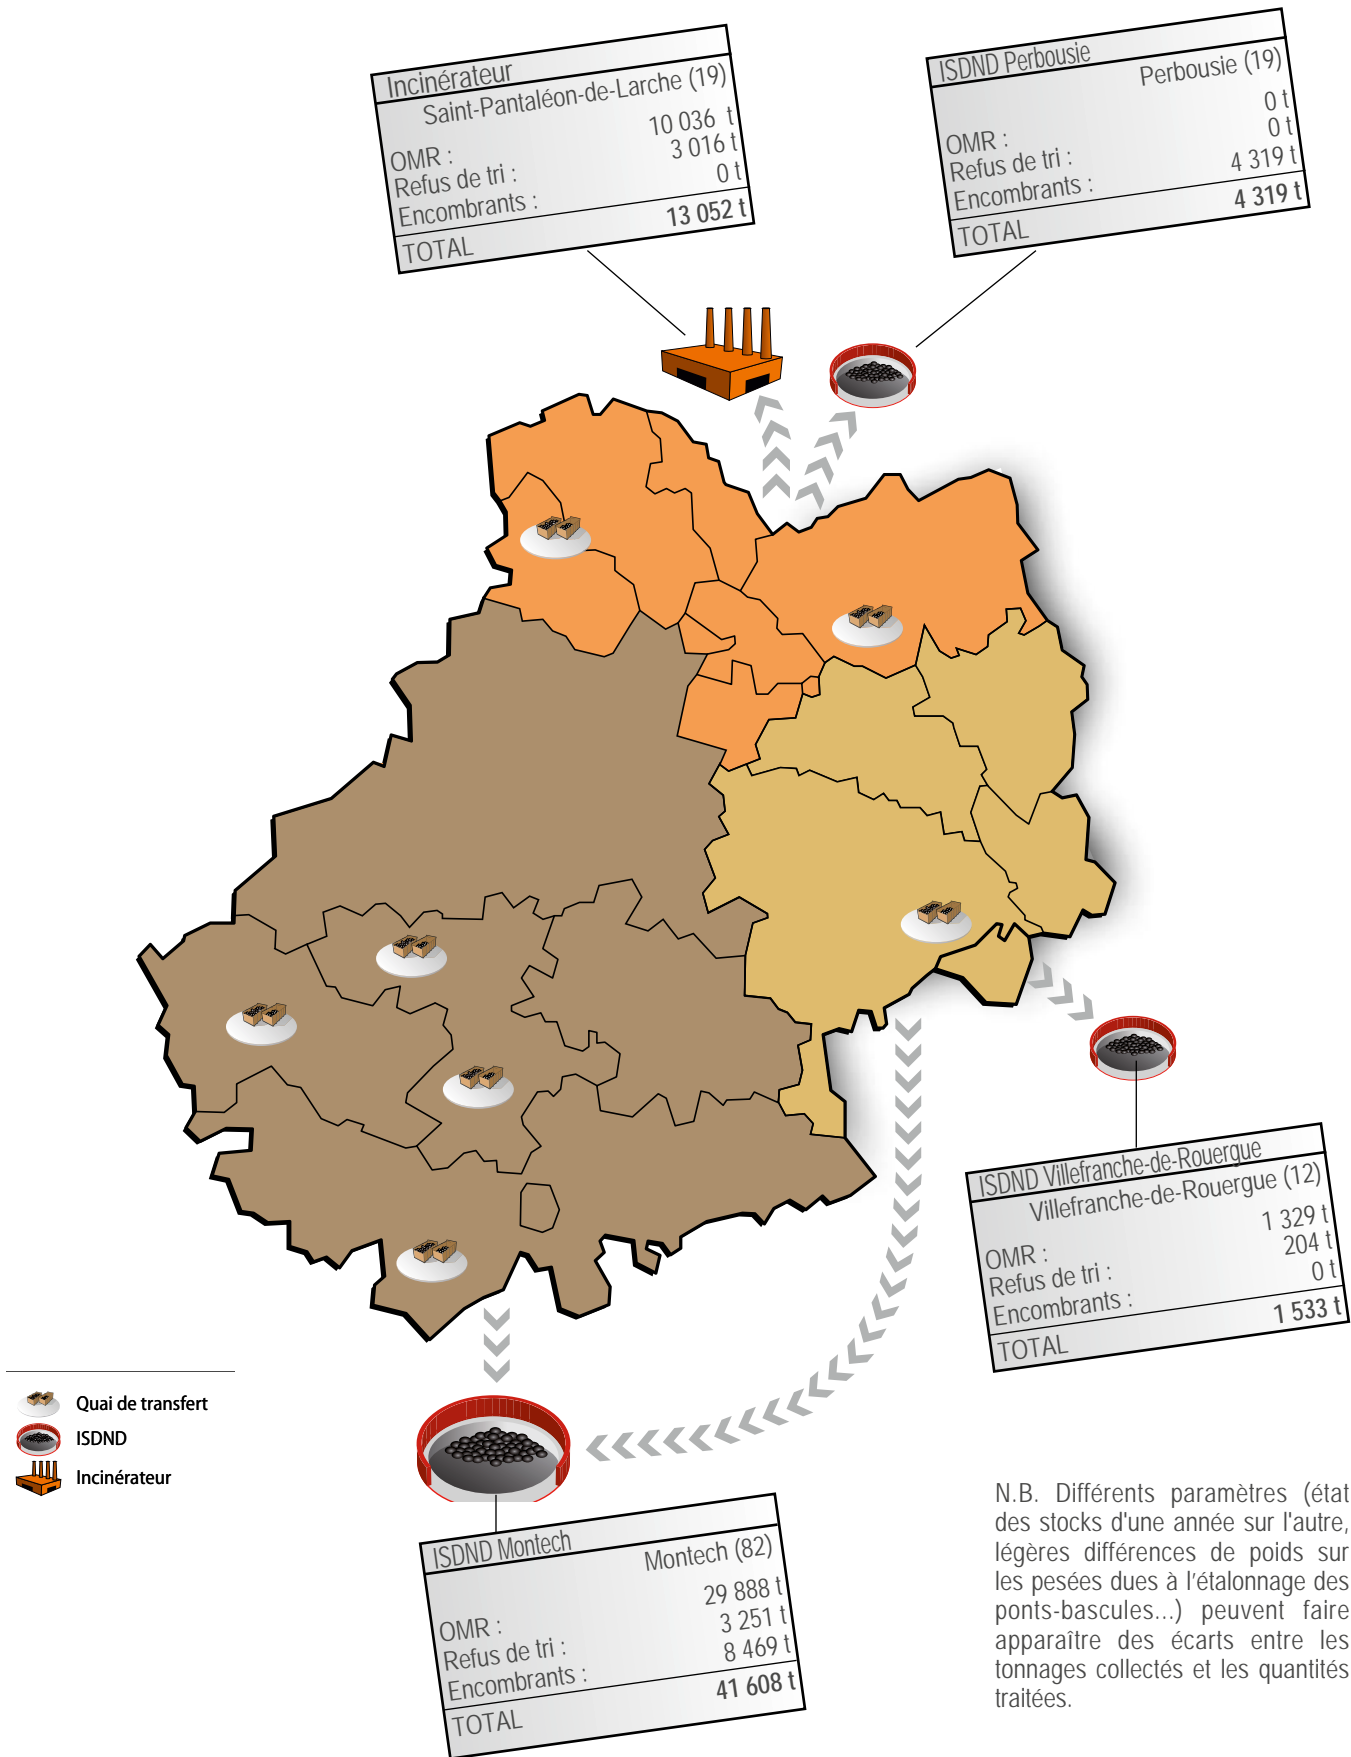 Incinérateur
Saint-Pantaléon-de-Larche (19)
OMR : 10 036 t
Refus de tri : 3 016 t
Encombrants : 0 t
TOTAL 13 052 t
ISDND Perbousie
Perbousie (19)
OMR : 0 t
Refus de tri : 0 t
Encombrants : 4 319 t
TOTAL 4 319 t
ISDND Villefranche-de-Rouergue
Villefranche-de-Rouergue (12)
OMR : 1 329 t
Refus de tri : 204 t
Encombrants : 0 t
TOTAL 1 533 t
Quai de transfert
ISDND
Incinérateur
ISDND Montech
Montech (82)
OMR : 29 888 t
Refus de tri : 3 251 t
Encombrants : 8 469 t
TOTAL 41 608 t
N.B. Différents paramètres (état
des stocks d'une année sur l'autre,
légères différences de poids sur
les pesées dues à l'étalonnage des
ponts-bascules...) peuvent faire
apparaître des écarts entre les
tonnages collectés et les quantités
traitées.